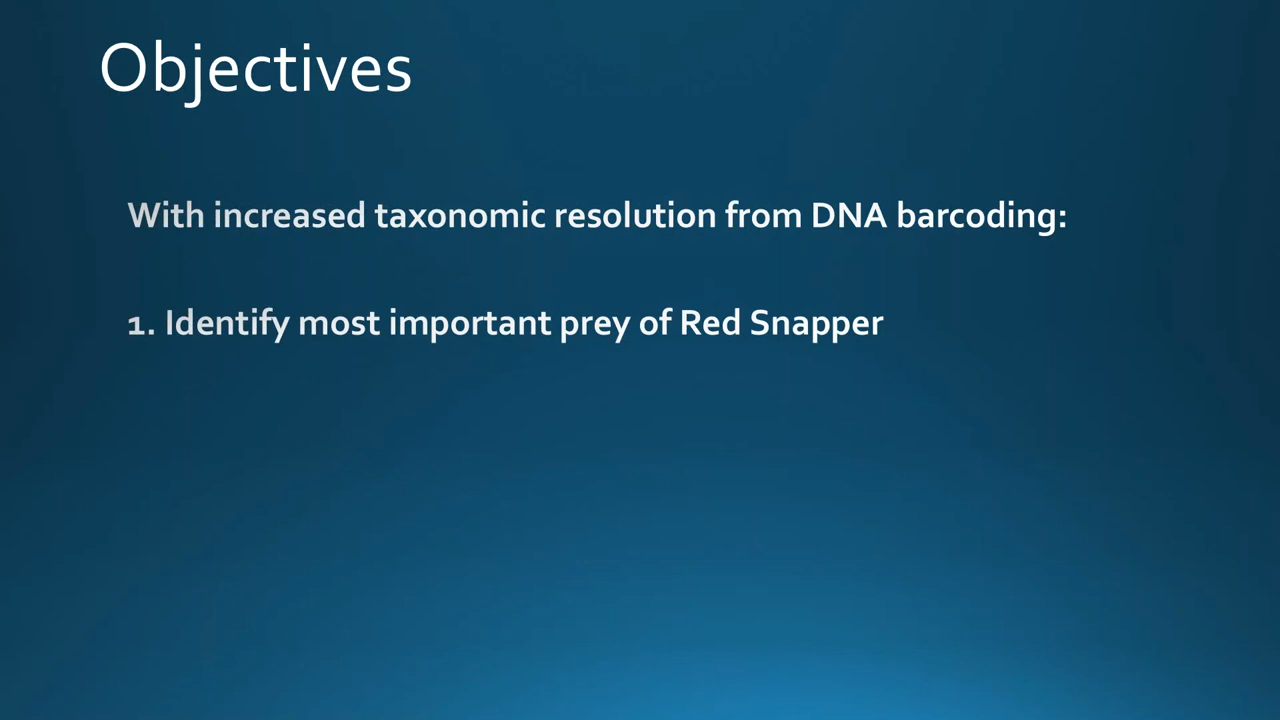 Objectives
With increased taxonomic resolution from DNA barcoding:
1. Identify most important prey of Red Snapper